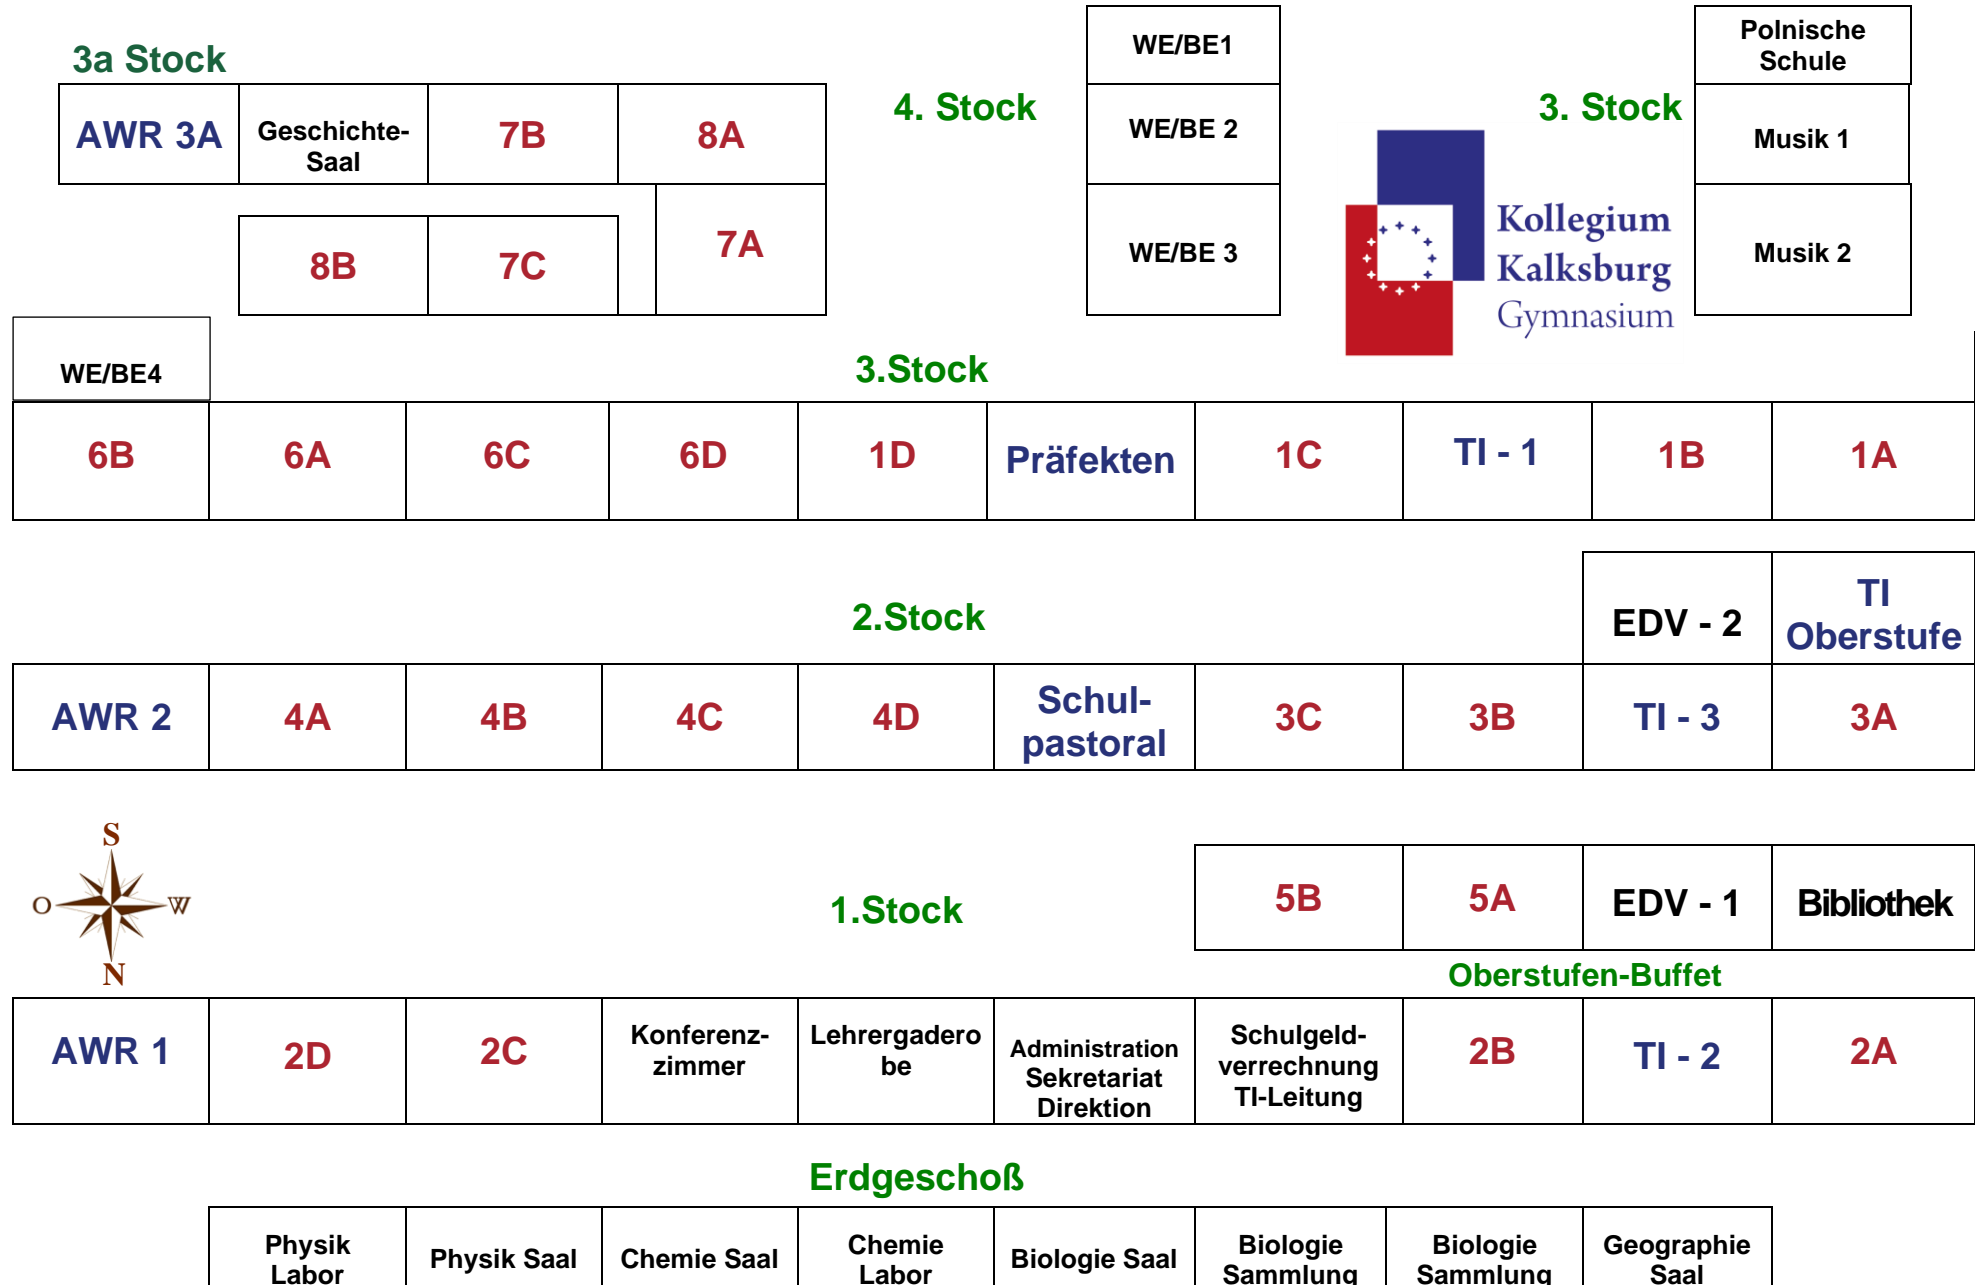 3a Stock
AWR 3A
Geschichte-
Saal
7B
8A
8B
7C
7A
4. Stock
WE/BE1
WE/BE 2
WE/BE 3
3. Stock
Polnische
Schule
Musik 1
Musik 2
Kollegium
Kalksburg
Gymnasium
WE/BE4
3.Stock
6B
6A
6C
6D
1D
Präfekten
1C
TI - 1
1B
1A
2.Stock
EDV - 2
TI
Oberstufe
AWR 2
4A
4B
4C
4D
Schul-
pastoral
3C
3B
TI - 3
3A
S
O
W
N
1.Stock
5B
5A
EDV - 1
Bibliothek
Oberstufen-Buffet
AWR 1
2D
2C
Konferenz-
zimmer
Lehrergadero
be
Administration
Sekretariat
Direktion
Schulgeld-
verrechnung
TI-Leitung
2B
TI - 2
2A
Erdgeschoß
Physik
Labor
Physik Saal
Chemie Saal
Chemie
Labor
Biologie Saal
Biologie
Sammlung
Biologie
Sammlung
Geographie
Saal